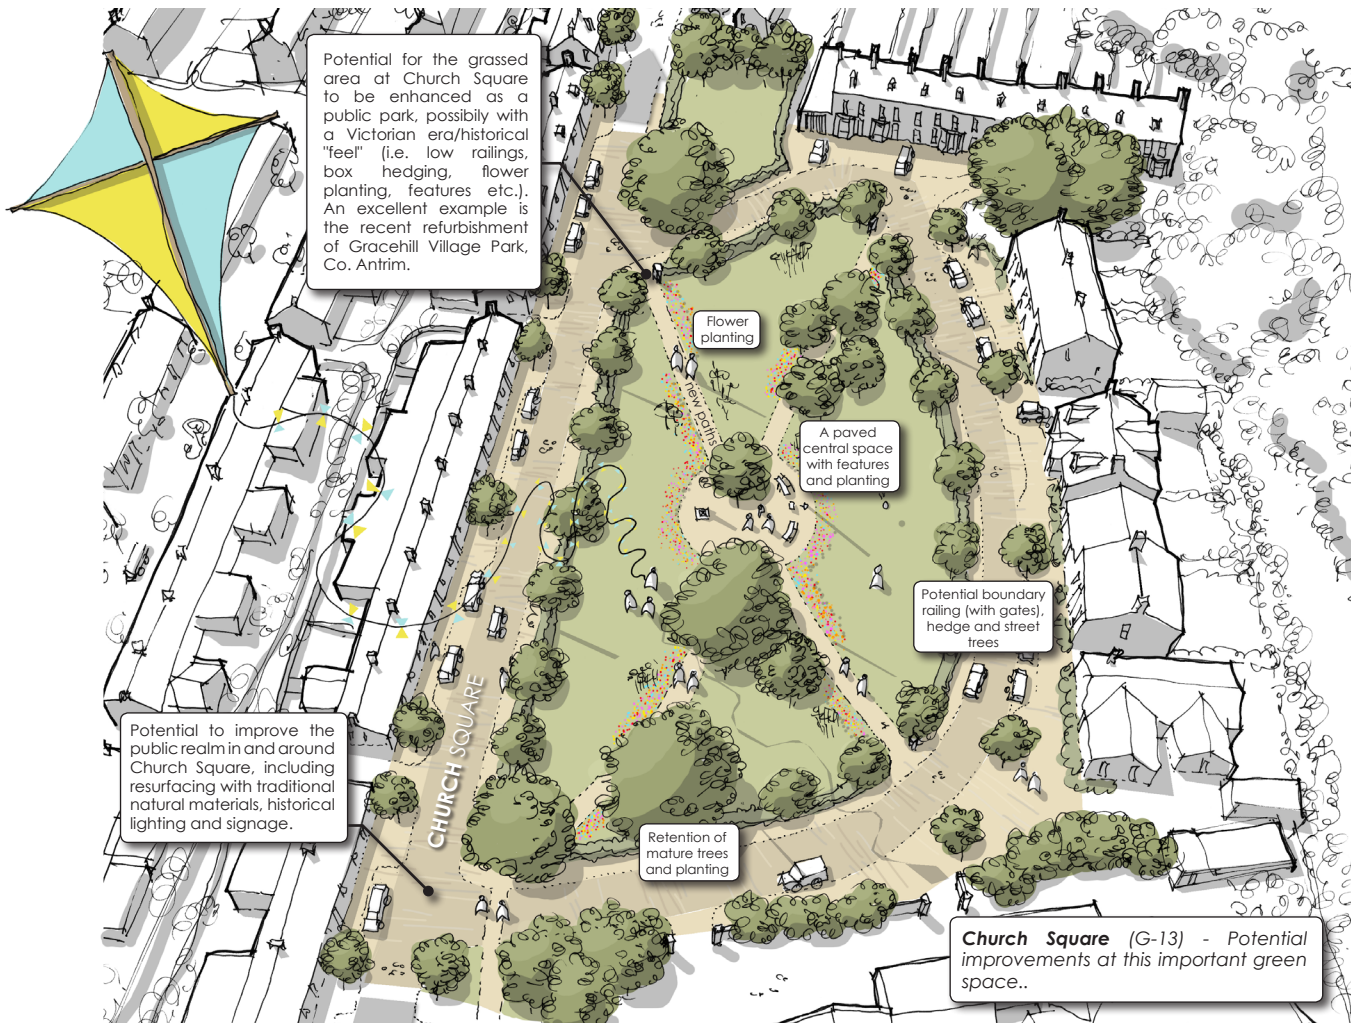 Potential for the grassed
area at Church Square
to be enhanced as a
public park, possibily with
a Victorian era/historical
"feel" (i.e. low railings,
box hedging, flower
planting, features etc.).
An excellent example is
the recent refurbishment
of Gracehill Village Park,
Co. Antrim.
Flower
planting
new paths
A paved
central space
with features
and planting
Potential boundary
railing (with gates),
hedge and street
trees
CHURCH SQUARE
Potential to improve the
public realm in and around
Church Square, including
resurfacing with traditional
natural materials, historical
lighting and signage.
Retention of
mature trees
and planting
Church Square (G-13) - Potential
improvements at this important green
space..